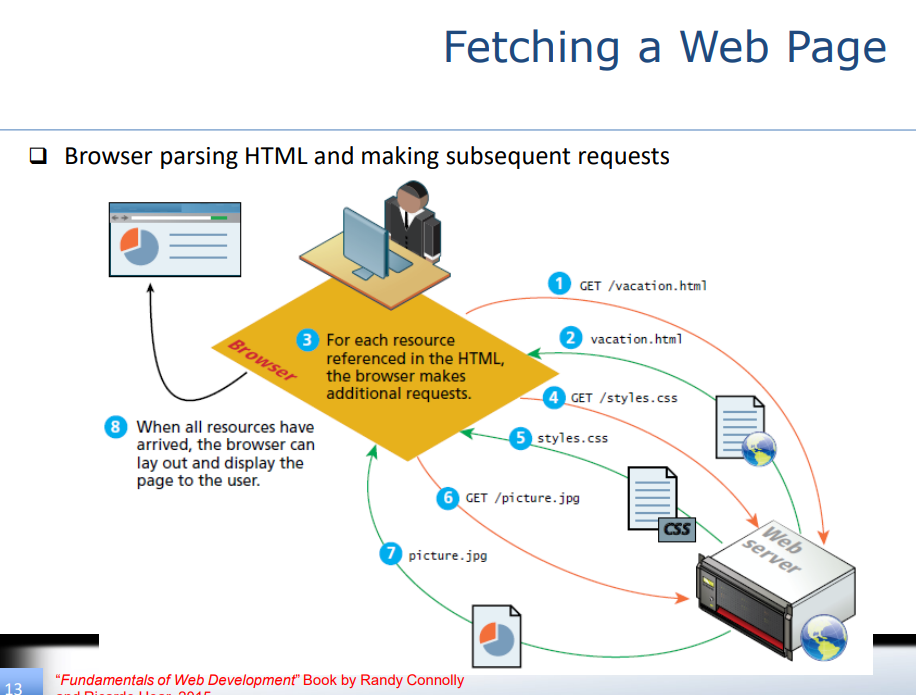 Fetching a Web Page
❑ Browser parsing HTML and making subsequent requests
1 GET /vacation.html
2 vacation.html
3 For each resource
referenced in the HTML,
the browser makes
additional requests.
Browser
4 GET /styles.css
5 styles.css
CSS
6 GET /picture.jpg
7 picture.jpg
Web
server
8 When all resources have
arrived, the browser can
lay out and display the
page to the user.
13
“Fundamentals of Web Development” Book by Randy Connolly
and Ricardo 2015